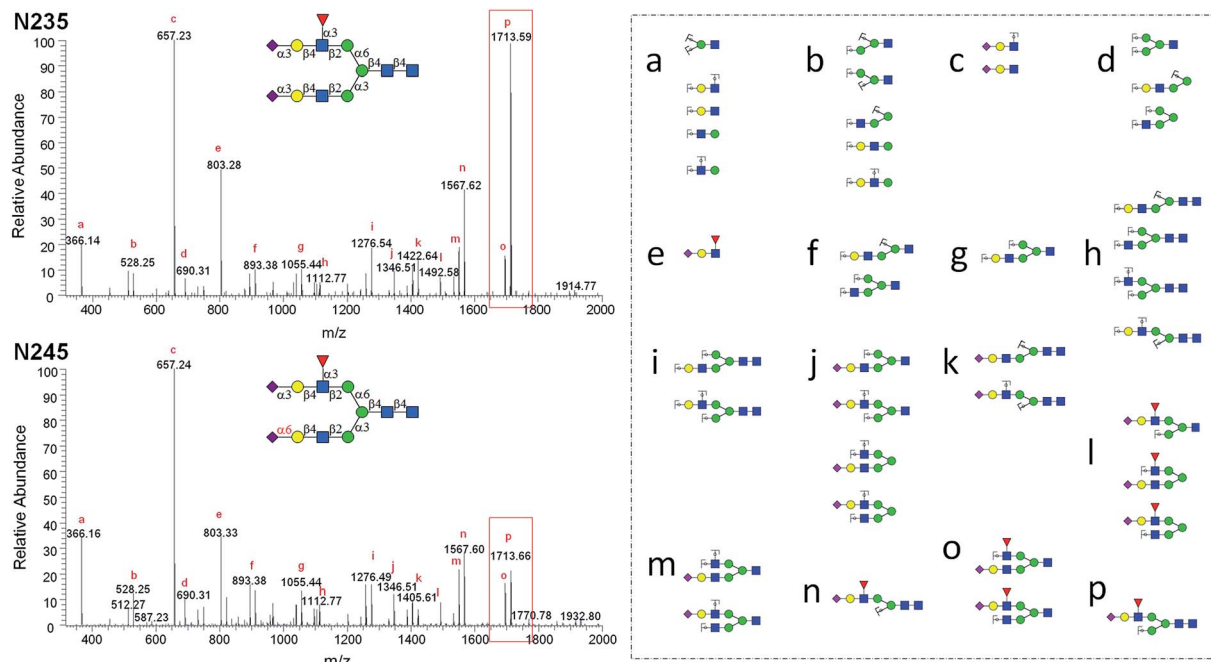 N235
Relative Abundance
100
90
80
70
60
50
40
30
20
10
0
c
657.23
p
1713.59
e
803.28
n
1567.62
a
366.14
b
528.25
d
690.31
f
893.38
g
1055.44
h
1112.77
i
1276.54
j
1346.51
k
1422.64
l
1492.58
m
o
1914.77
α3
α3 β4 β2 α6
β4 β4
α3 β4 β2 α3
400 600 800 1000 1200 1400 1600 1800 2000
m/z
N245
Relative Abundance
100
90
80
70
60
50
40
30
20
10
0
c
657.24
a
366.16
e
803.33
b
528.25
512.27
587.23
d
690.31
f
893.38
g
1055.44
h
1112.77
i
1276.49
j
1346.51
k
1405.61
l
m
n
1567.60
o
p
1713.66
1770.78
1932.80
α3
α3 β4 β2 α6
β4 β4
α6 β4 β2 α3
400 600 800 1000 1200 1400 1600 1800 2000
m/z
a b c d
e f g h
i j k l
m n o p